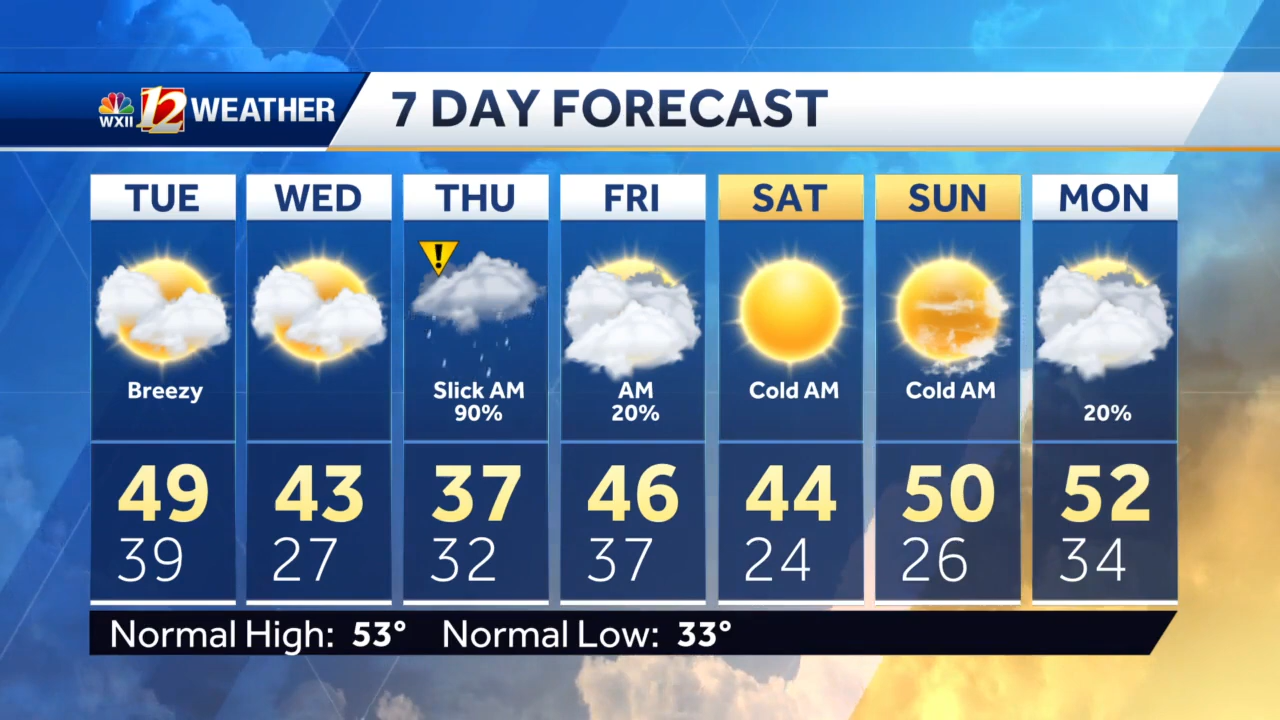 WXII 12 WEATHER
7 DAY FORECAST
TUE WED THU FRI SAT SUN MON
!
Breezy Slick AM AM Cold AM Cold AM
90% 20% 20%
49 43 37 46 44 50 52
39 27 32 37 24 26 34
Normal High: 53° Normal Low: 33°